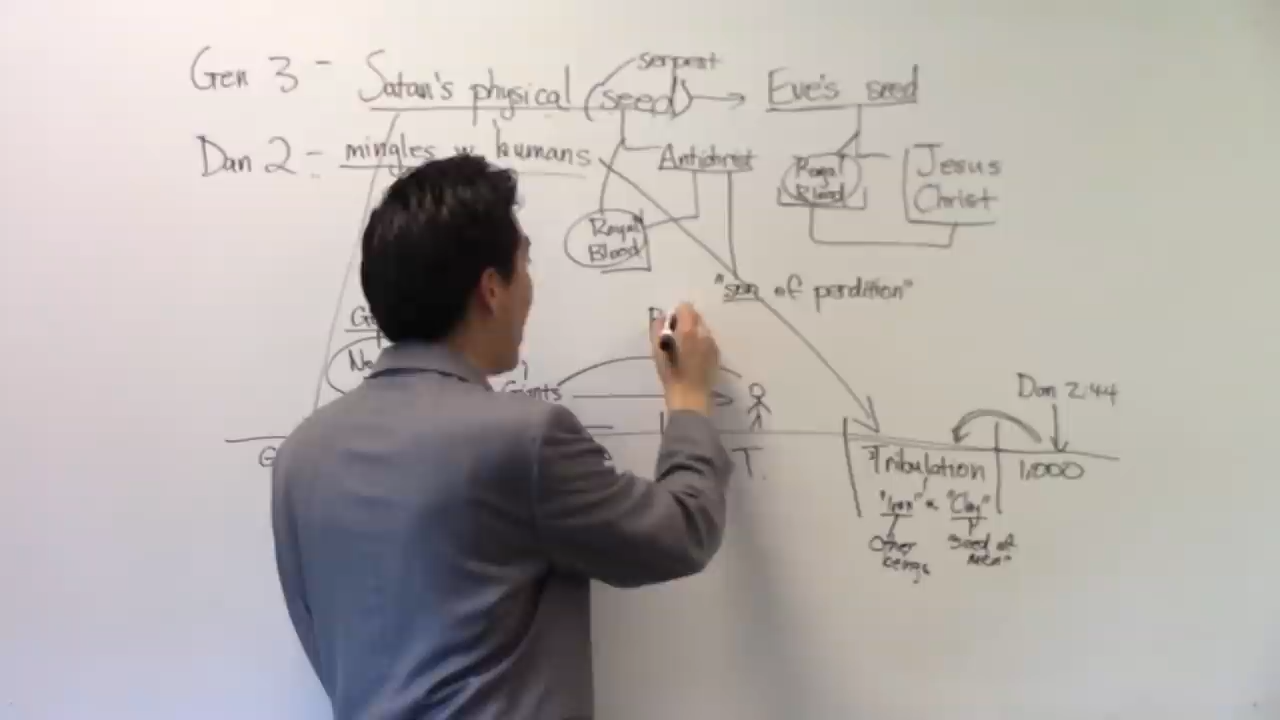 Gen 3 - Satan's physical (seed) → Eve's seed
serpent
Dan 2 - mingles w humans
Antichrist
Royal
Blood
Jesus
Christ
Royal
Blood
"son of perdition"
Giants
Dan 2:44
T.
Tribulation
1,000
"Iron" & "Clay"
Other
beings
"Seed of
men"